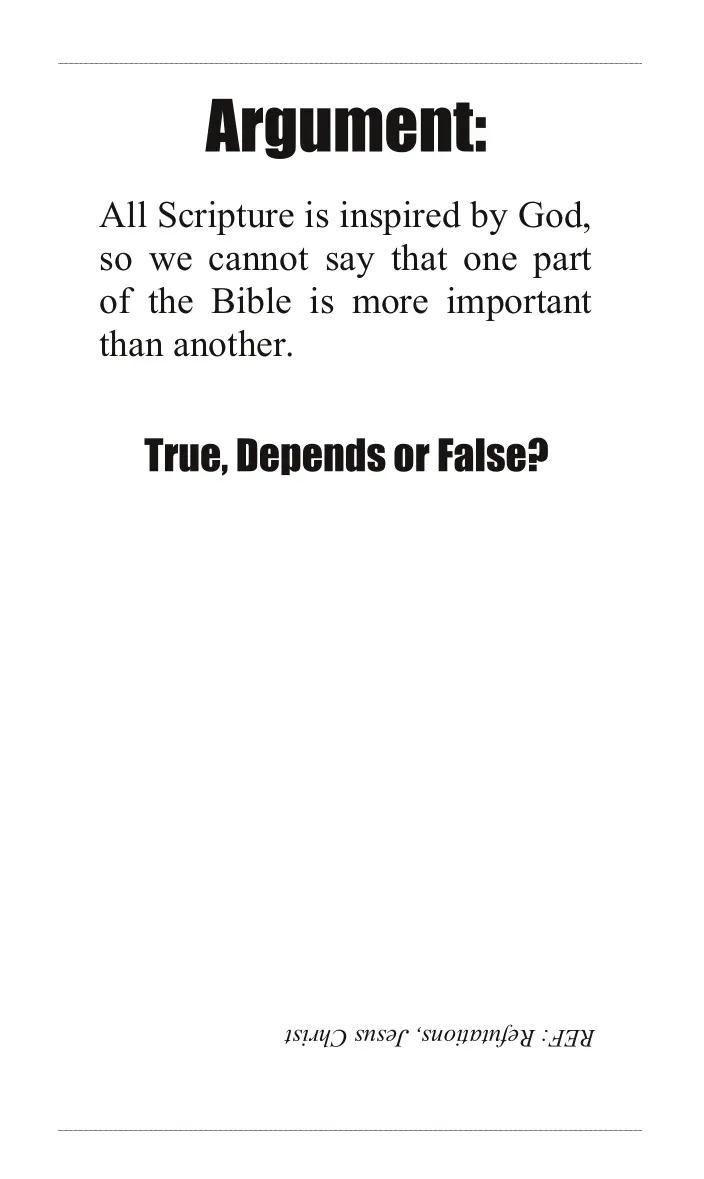 Argument:
All Scripture is inspired by God,
so we cannot say that one part
of the Bible is more important
than another.
True, Depends or False?
REF: Refutations, Jesus Christ